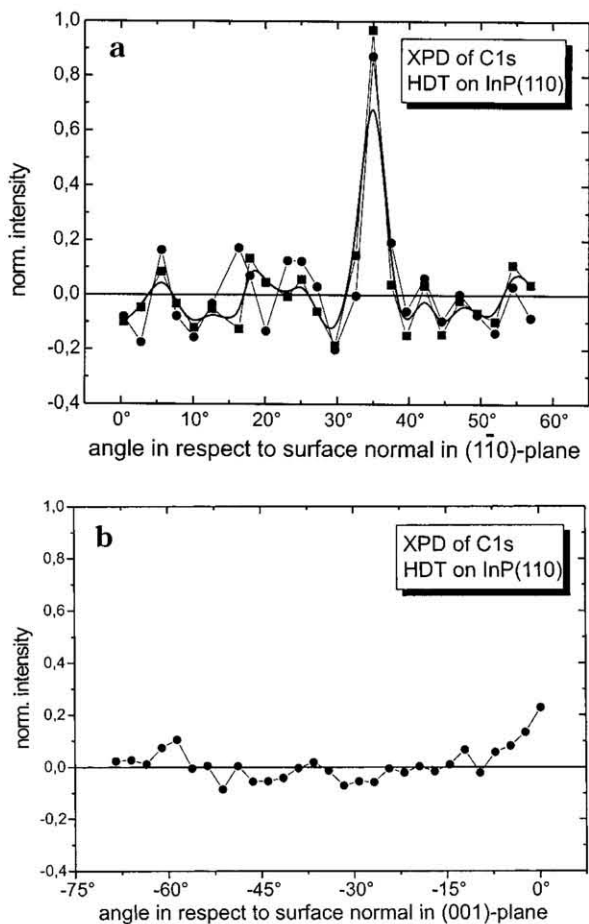 a
XPD of C1s
HDT on InP(110)
norm. intensity
1,0
0,8
0,6
0,4
0,2
0,0
-0,2
-0,4
0° 10° 20° 30° 40° 50° 60°
angle in respect to surface normal in (11̄0)-plane
b
XPD of C1s
HDT on InP(110)
norm. intensity
1,0
0,8
0,6
0,4
0,2
0,0
-0,2
-0,4
-75° -60° -45° -30° -15° 0°
angle in respect to surface normal in (001)-plane